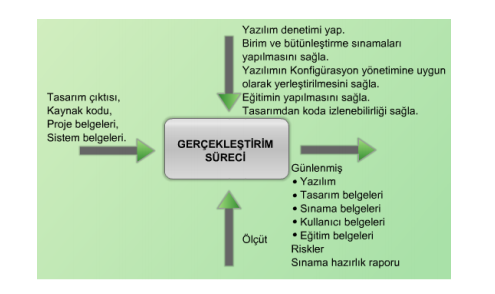 Yazılım denetimi yap.
Birim ve bütünleştirme sınamaları
yapılmasını sağla.
Yazılımın Konfigürasyon yönetimine uygun
olarak yerleştirilmesini sağla.
Eğitimin yapılmasını sağla.
Tasarımdan koda izlenebilirliği sağla.
Tasarım çıktısı,
Kaynak kodu,
Proje belgeleri,
Sistem belgeleri.
GERÇEKLEŞTİRİM
SÜRECİ
Günlenmiş
• Yazılım
• Tasarım belgeleri
• Sınama belgeleri
• Kullanıcı belgeleri
• Eğitim belgeleri
Riskler
Sınama hazırlık raporu
Ölçüt